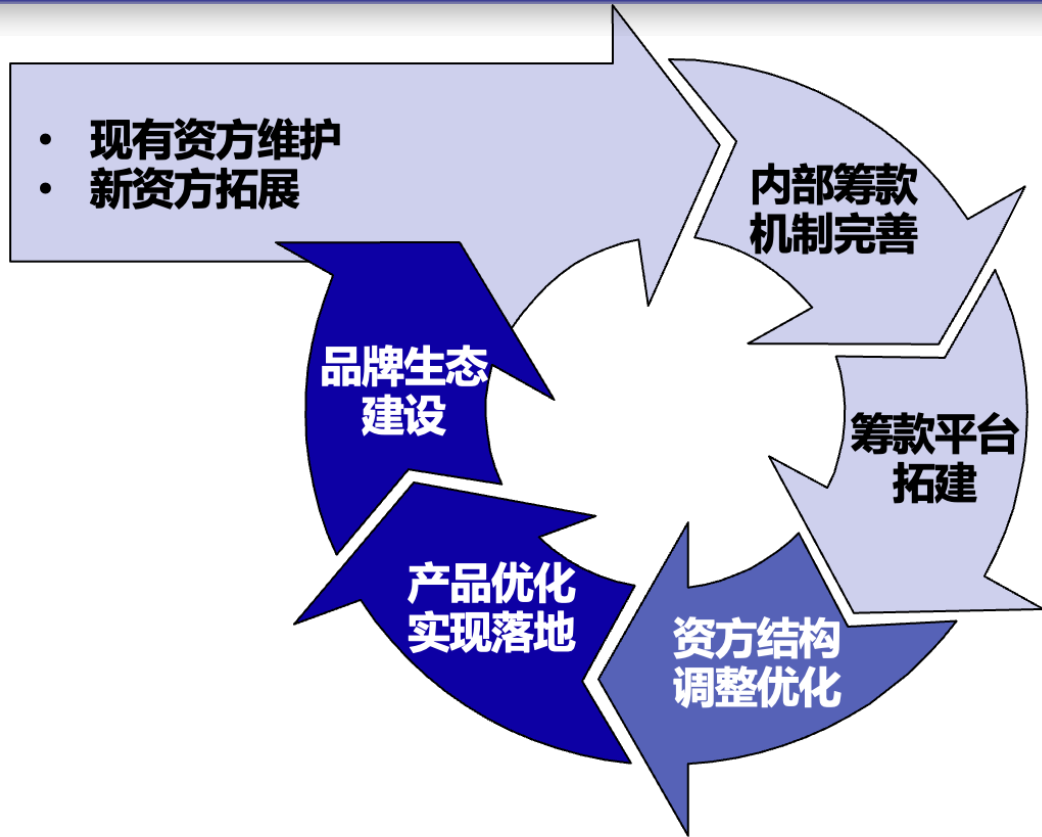 • 现有资方维护
• 新资方拓展
内部筹款
机制完善
筹款平台
拓建
资方结构
调整优化
产品优化
实现落地
品牌生态
建设